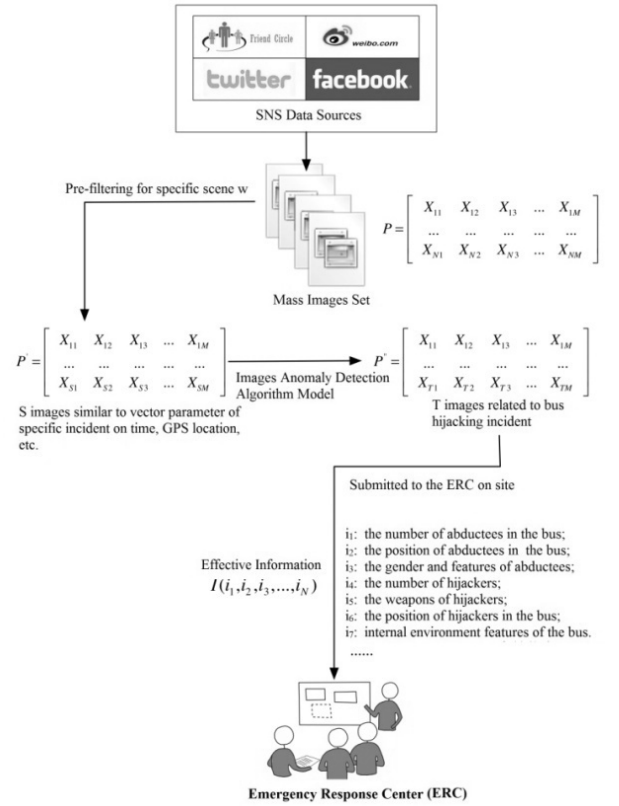 Friend Circle
weibo.com
twitter
facebook
SNS Data Sources
Pre-filtering for specific scene w
P = [ X11 X12 X13 ... X1M
... ... ... ... ...
XN1 XN2 XN3 ... XNM ]
Mass Images Set
P' = [ X11 X12 X13 ... X1M
... ... ... ... ...
XS1 XS2 XS3 ... XSM ]
S images similar to vector parameter of
specific incident on time, GPS location,
etc.
Images Anomaly Detection
Algorithm Model
P'' = [ X11 X12 X13 ... X1M
... ... ... ... ...
XT1 XT2 XT3 ... XTM ]
T images related to bus
hijacking incident
Submitted to the ERC on site
Effective Information
I(i1,i2,i3,...,iN)
i1: the number of abductees in the bus;
i2: the position of abductees in the bus;
i3: the gender and features of abductees;
i4: the number of hijackers;
i5: the weapons of hijackers;
i6: the position of hijackers in the bus;
i7: internal environment features of the bus.
......
Emergency Response Center (ERC)